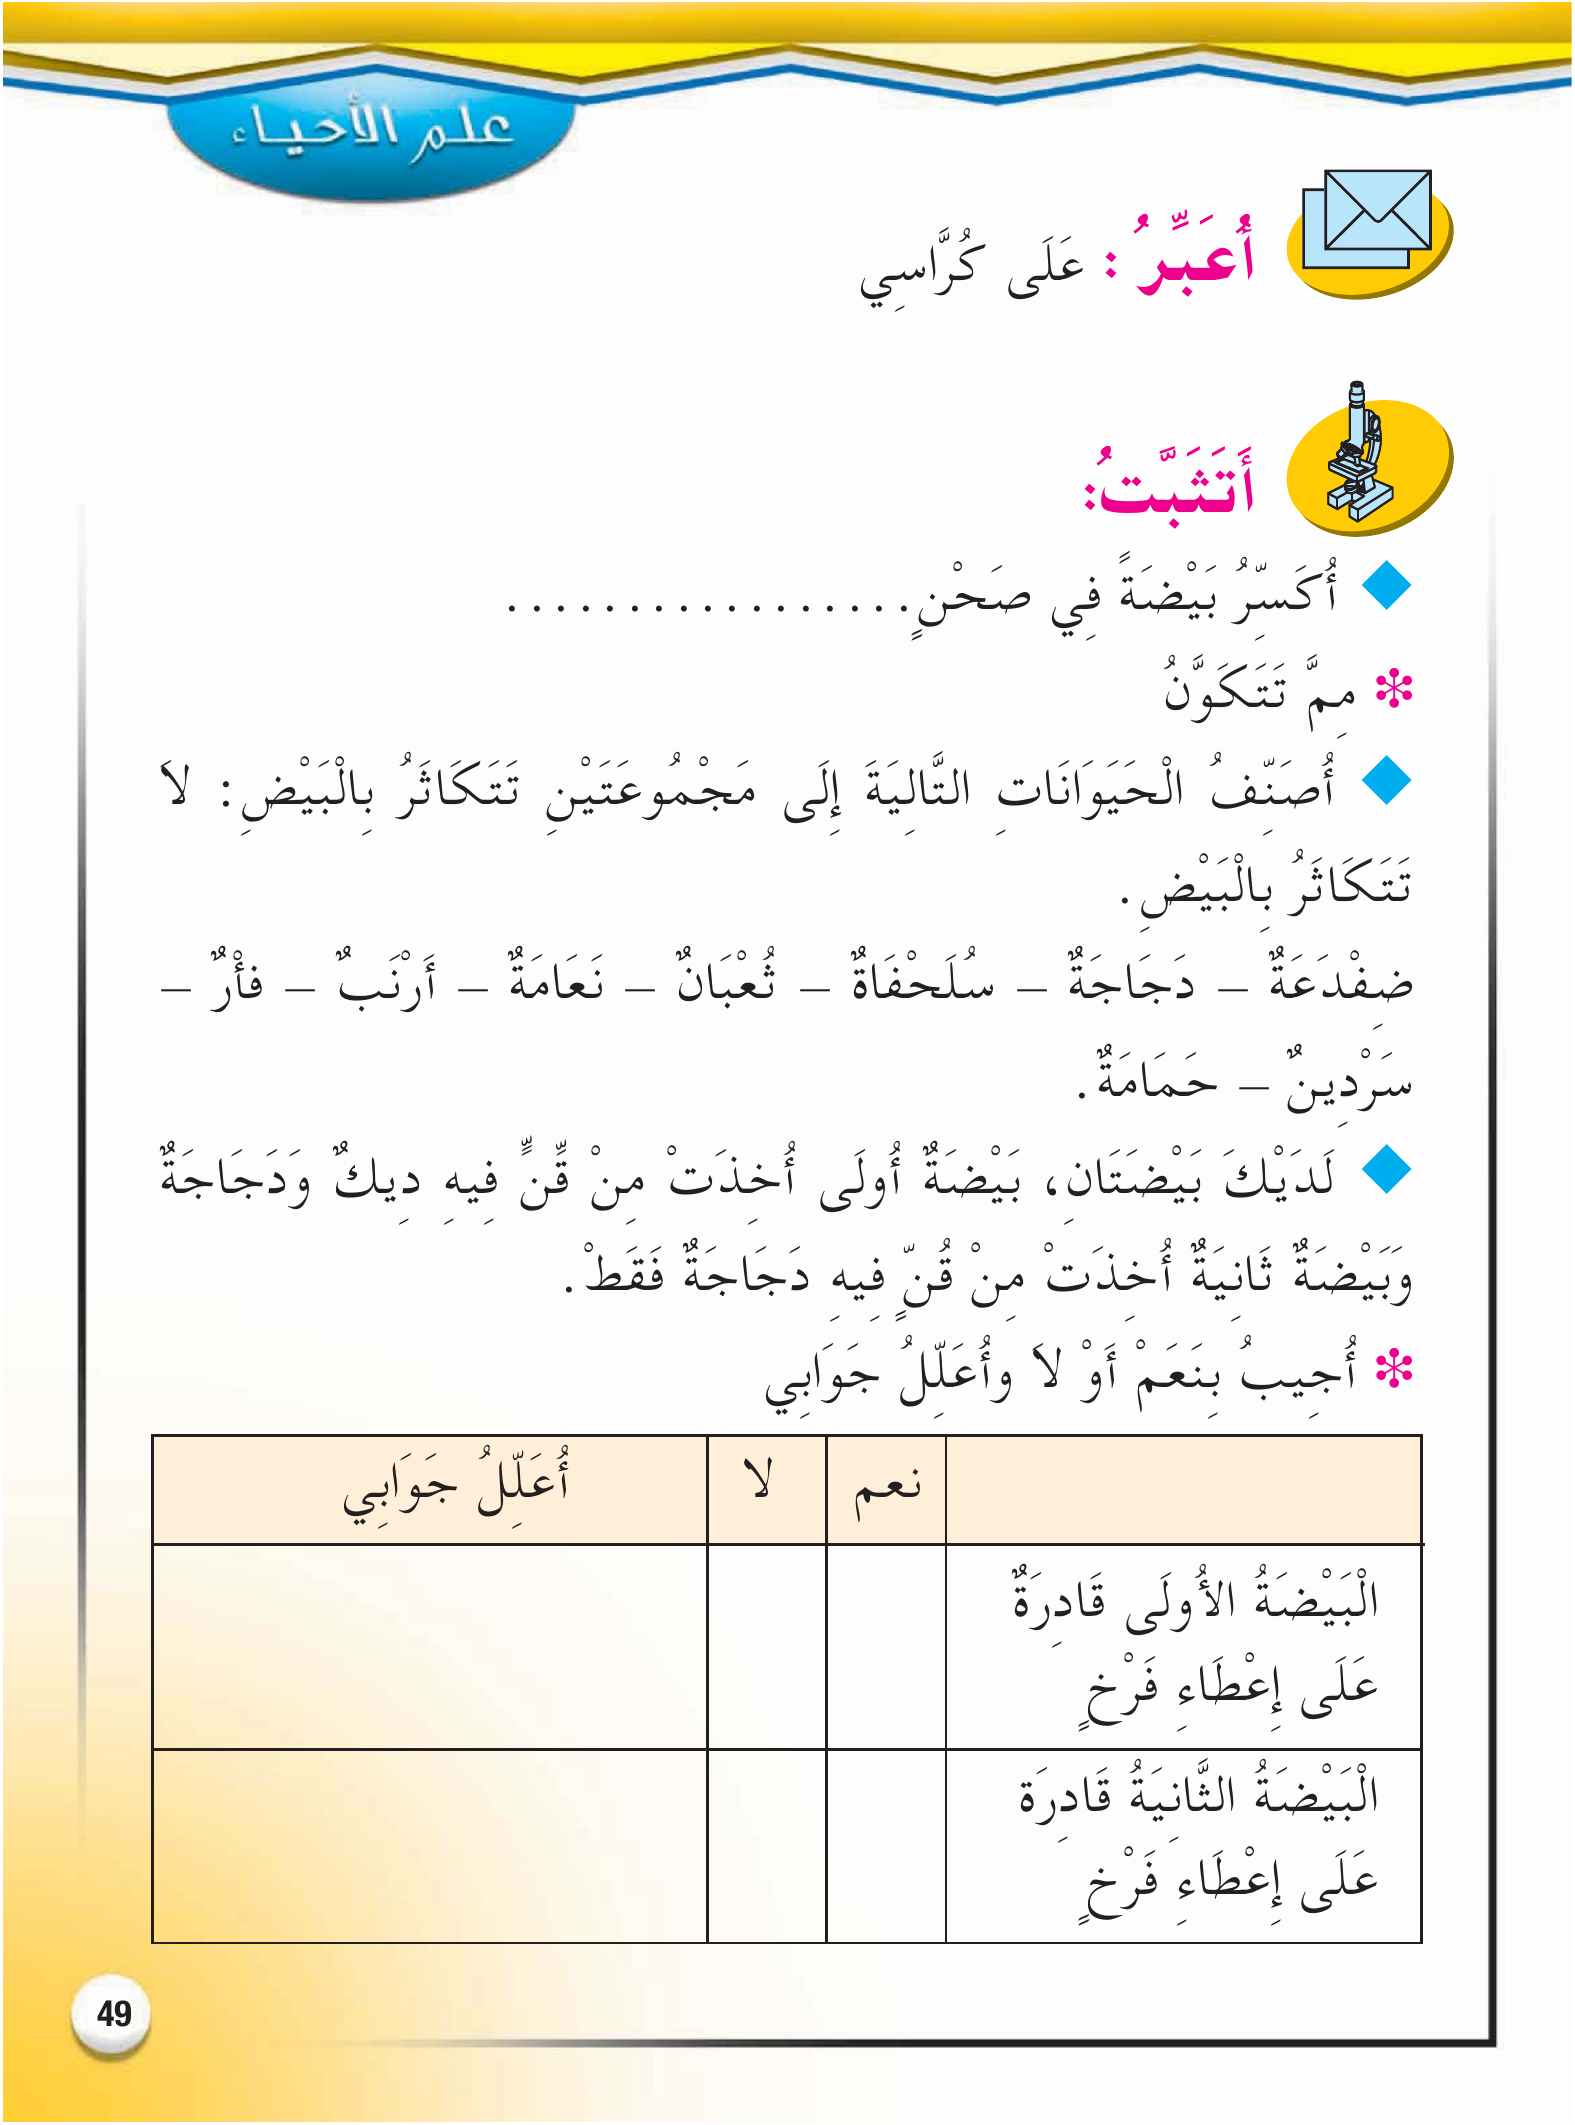 علم الأحياء
أُعَبِّرُ : عَلَى كُرَّاسِي
أَتَثَبَّتُ:
أُكَسِّرُ بَيْضَةً فِي صَحْنٍ.................
مِمَّ تَتَكَوَّنُ
أُصَنِّفُ الْحَيَوَانَاتِ التَّالِيَةَ إِلَى مَجْمُوعَتَيْنِ تَتَكَاثَرُ بِالْبَيْضِ: لاَ
تَتَكَاثَرُ بِالْبَيْضِ.
ضِفْدَعَةٌ – دَجَاجَةٌ – سُلَحْفَاةٌ – ثُعْبَانٌ – نَعَامَةٌ – أَرْنَبٌ – فأْرٌ –
سَرْدِينٌ – حَمَامَةٌ.
لَدَيْكَ بَيْضَتَانِ، بَيْضَةٌ أُولَى أُخِذَتْ مِنْ قِّنٍّ فِيهِ دِيكٌ وَدَجَاجَةٌ
وَبَيْضَةٌ ثَانِيَةٌ أُخِذَتْ مِنْ قُنٍّ فِيهِ دَجَاجَةٌ فَقَطْ.
أُجِيبُ بِنَعَمْ أَوْ لاَ وأُعَلِّلُ جَوَابِي
نعم لا أُعَلِّلُ جَوَابِي
الْبَيْضَةُ الأُولَى قَادِرَةٌ
عَلَى إِعْطَاءِ فَرْخٍ
الْبَيْضَةُ الثَّانِيَةُ قَادِرَة
عَلَى إِعْطَاءِ فَرْخٍ
49